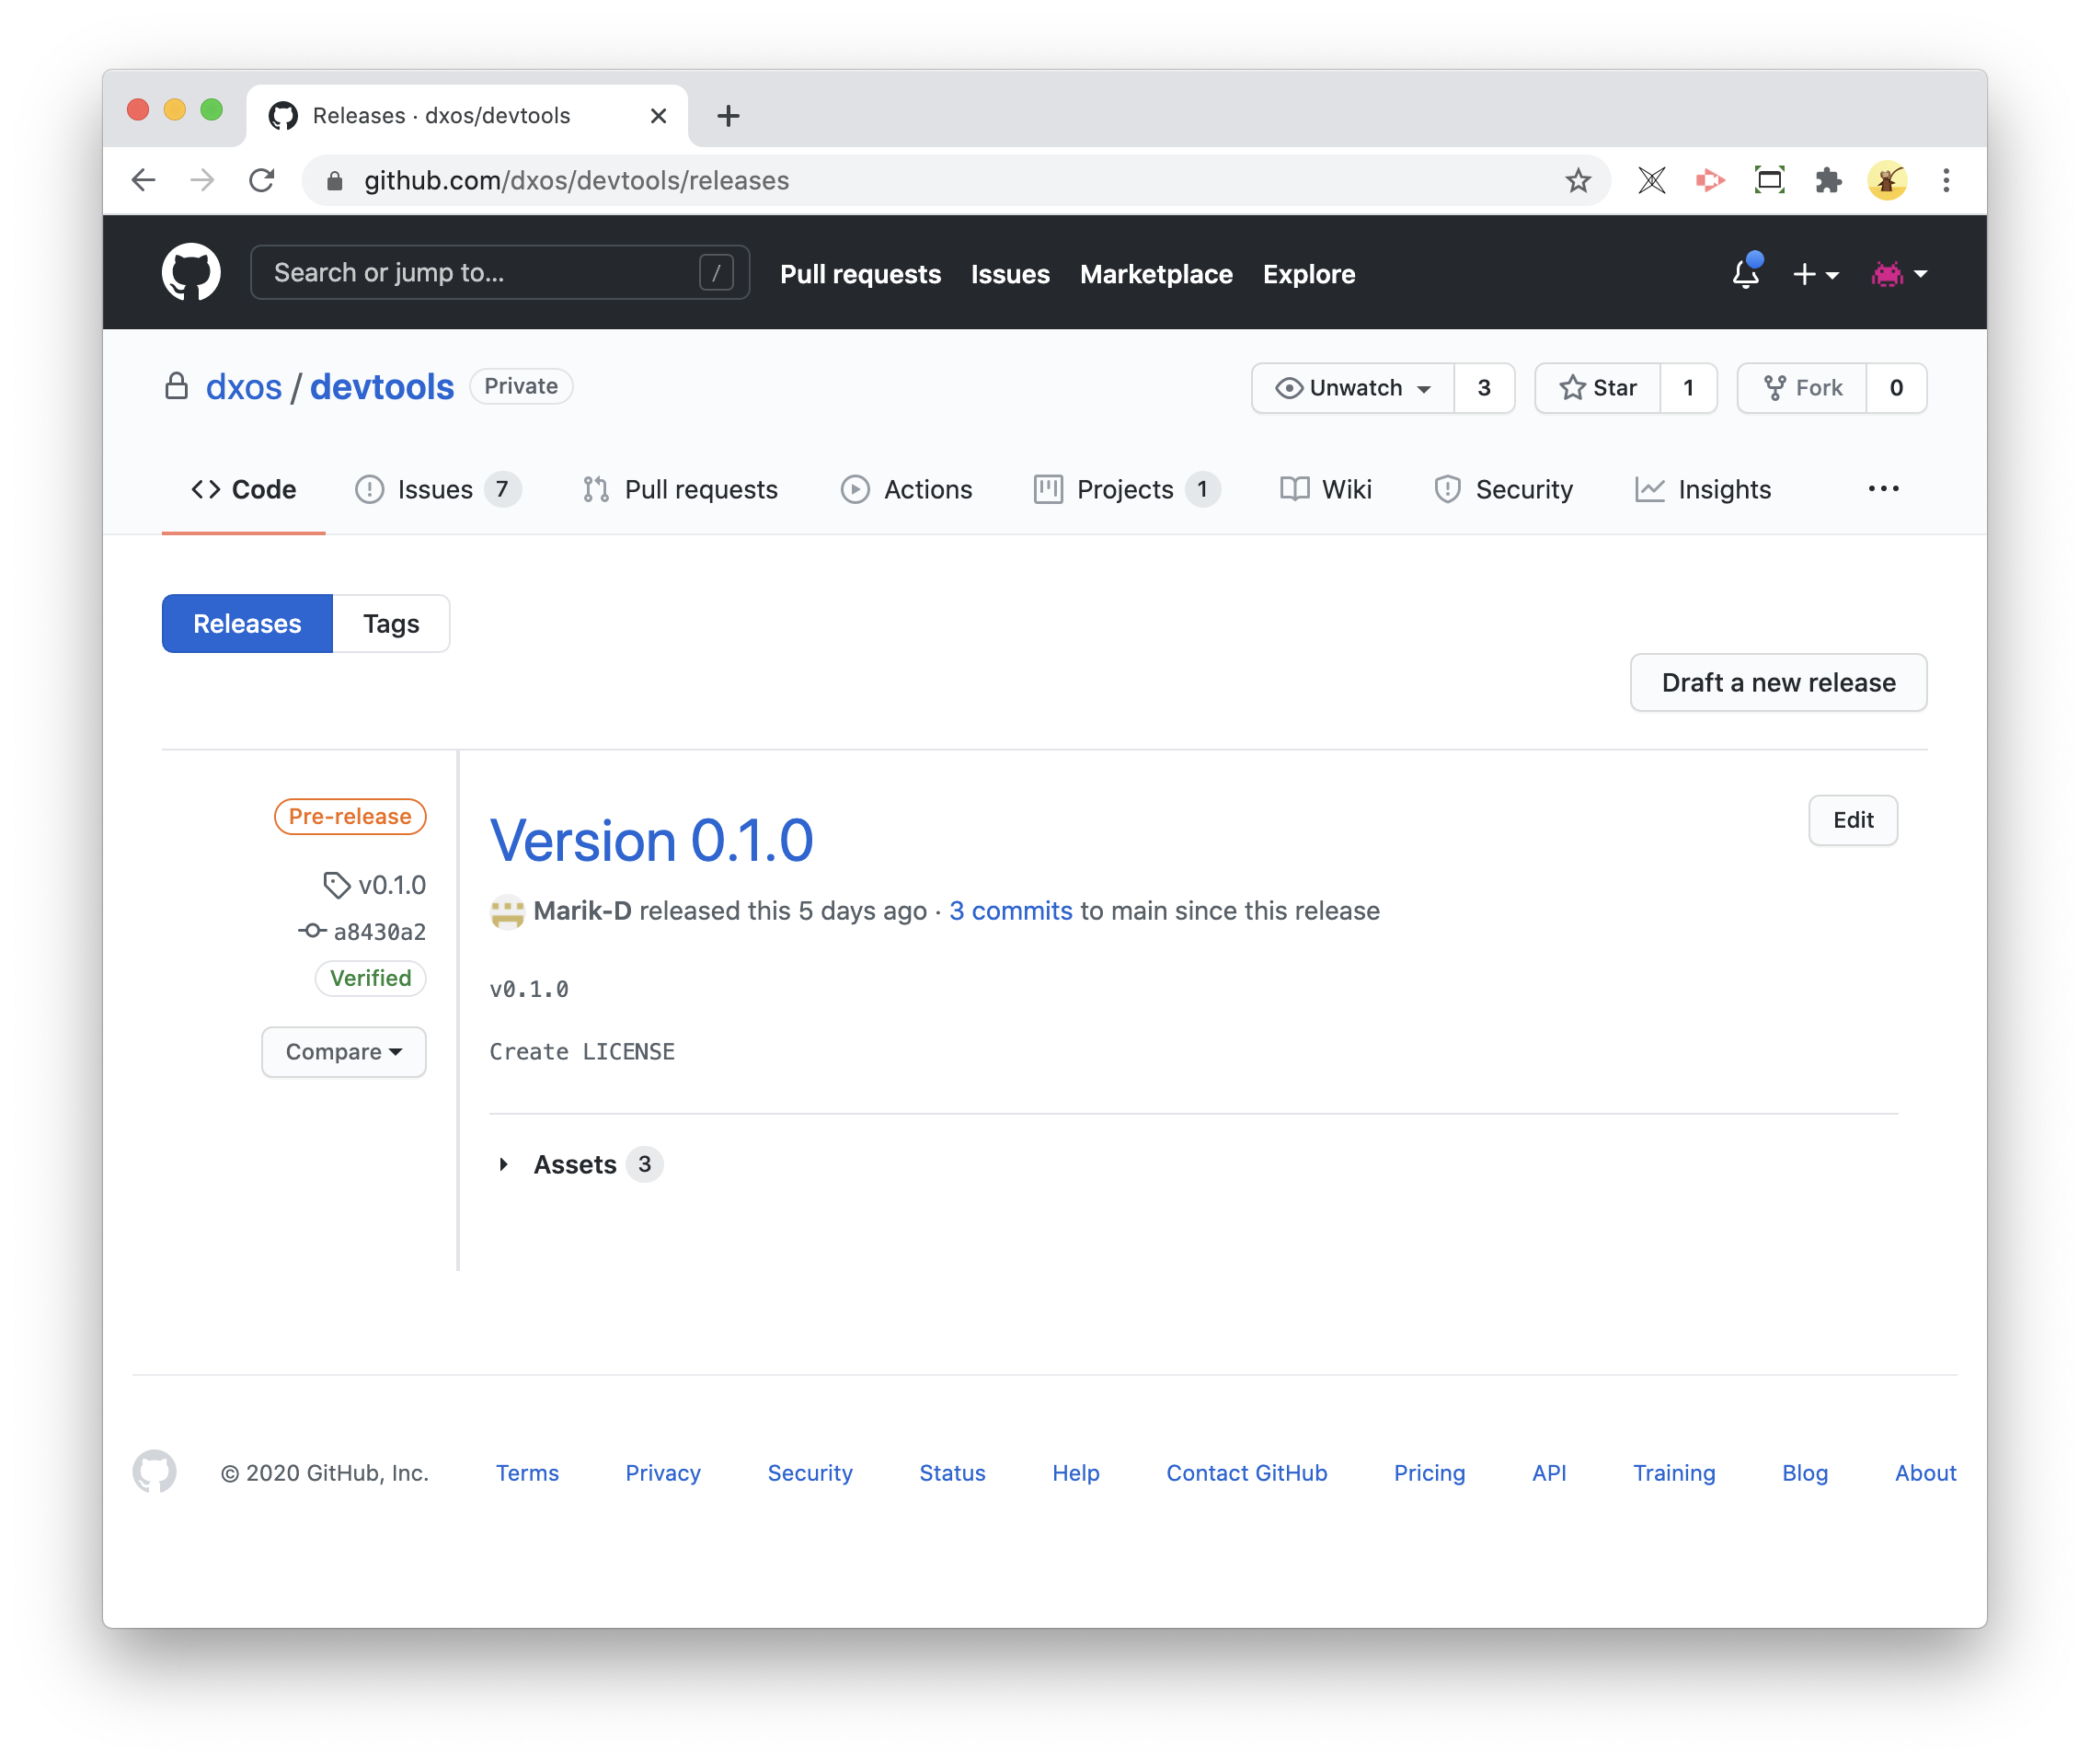 Releases · dxos/devtools
github.com/dxos/devtools/releases
Search or jump to... / Pull requests Issues Marketplace Explore
dxos / devtools Private Unwatch 3 Star 1 Fork 0
Code Issues 7 Pull requests Actions Projects 1 Wiki Security Insights
Releases Tags
Draft a new release
Pre-release
v0.1.0
a8430a2
Verified
Compare
Version 0.1.0 Edit
Marik-D released this 5 days ago · 3 commits to main since this release
v0.1.0
Create LICENSE
Assets 3
© 2020 GitHub, Inc. Terms Privacy Security Status Help Contact GitHub Pricing API Training Blog About